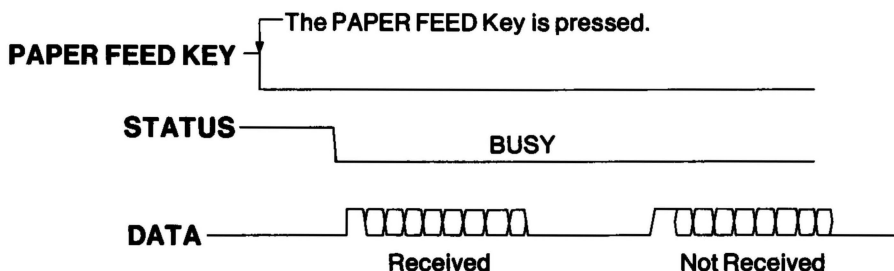 The PAPER FEED Key is pressed.
PAPER FEED KEY
STATUS
BUSY
DATA
Received
Not Received